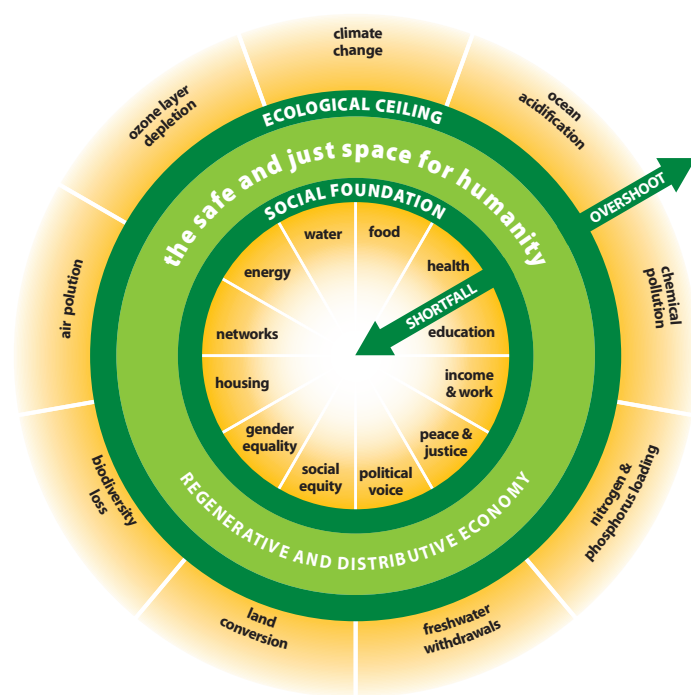 climate
change
ocean
acidification
OVERSHOOT
chemical
pollution
nitrogen &
phosphorus loading
freshwater
withdrawals
land
conversion
biodiversity
loss
air polution
ozone layer
depletion
ECOLOGICAL CEILING
the safe and just space for humanity
SOCIAL FOUNDATION
water
food
health
SHORTFALL
education
income
& work
peace &
justice
political
voice
social
equity
gender
equality
housing
networks
energy
REGENERATIVE AND DISTRIBUTIVE ECONOMY